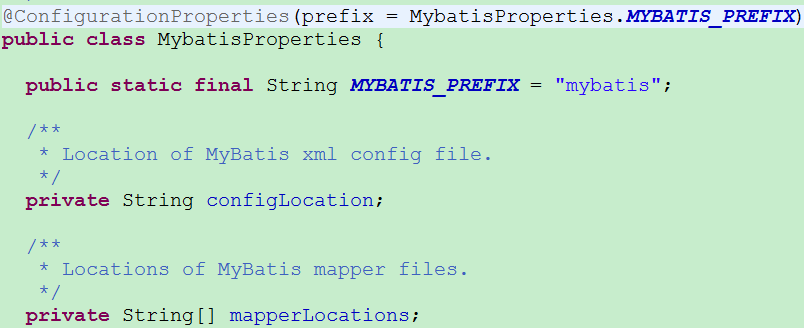 @ConfigurationProperties(prefix = MybatisProperties.MYBATIS_PREFIX)
public class MybatisProperties {
public static final String MYBATIS_PREFIX = "mybatis";
/**
* Location of MyBatis xml config file.
*/
private String configLocation;
/**
* Locations of MyBatis mapper files.
*/
private String[] mapperLocations;